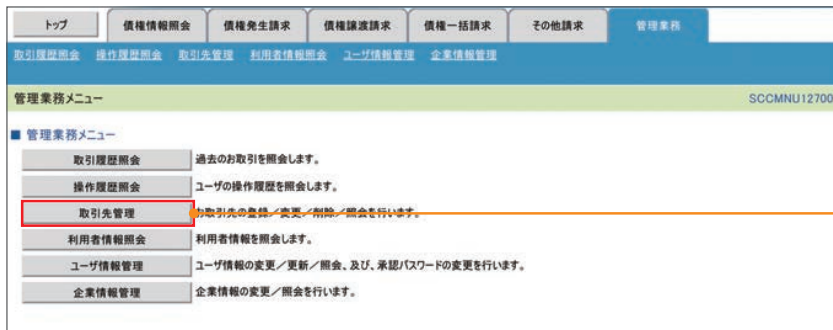 トップ 債権情報照会 債権発生請求 債権譲渡請求 債権一括請求 その他請求 管理業務
取引履歴照会 操作履歴照会 取引先管理 利用者情報照会 ユーザ情報管理 企業情報管理
管理業務メニュー SCCMNU12700
■ 管理業務メニュー
取引履歴照会 過去のお取引を照会します。
操作履歴照会 ユーザの操作履歴を照会します。
取引先管理 お取引先の登録／変更／削除／照会を行います。
利用者情報照会 利用者情報を照会します。
ユーザ情報管理 ユーザ情報の変更／更新／照会、及び、承認パスワードの変更を行います。
企業情報管理 企業情報の変更／照会を行います。